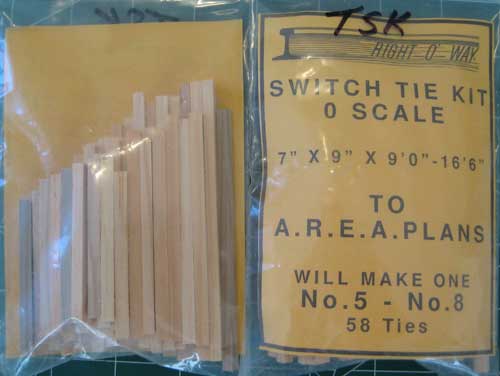 TSK
TSK
RIGHT O' WAY
SWITCH TIE KIT
O SCALE
7" X 9" X 9'0"-16'6"
TO
A.R.E.A.PLANS
WILL MAKE ONE
No.5 - No.8
58 Ties